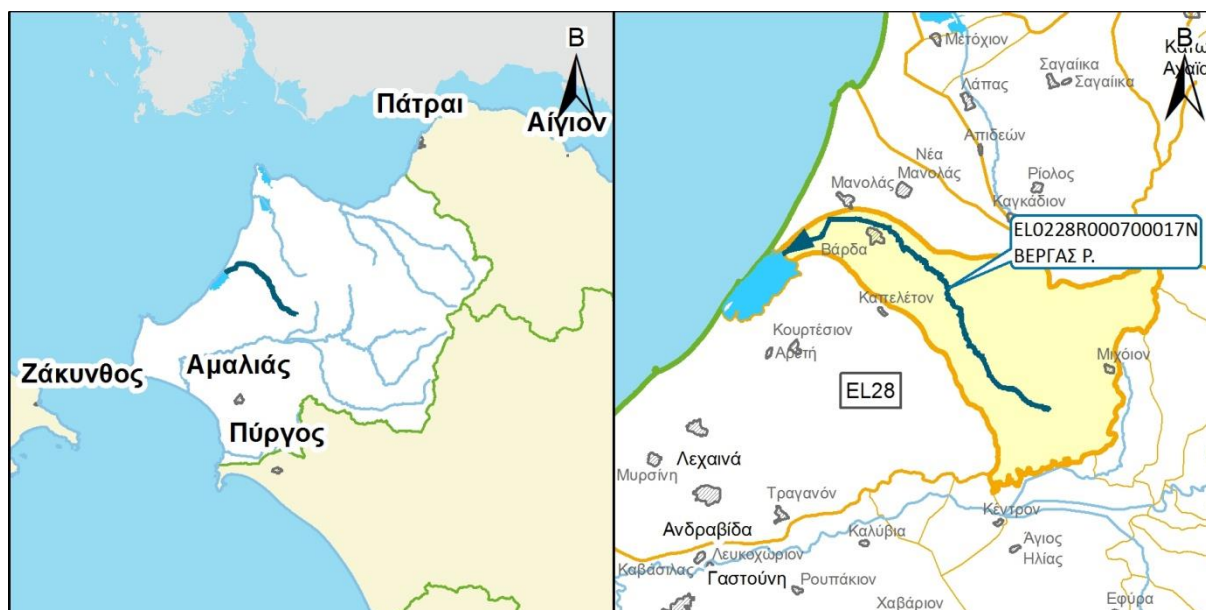 Β
Πάτραι
Αίγιον
Ζάκυνθος
Αμαλιάς
Πύργος
Β
Μετόχιον
Σαγαίικα
Σαγαίικα
Λάπας
Απιδεών
Νέα
Μανολάς
Μανολάς
Ρίολος
Καγκάδιον
EL0228R000700017N
ΒΕΡΓΑΣ Ρ.
Βάρδα
Καπελέτον
Κουρτέσιον
Αρετή
Μιχόιον
EL28
Λεχαινά
Μυρσίνη
Τραγανόν
Ανδραβίδα
Κέντρον
Καλύβια
Άγιος
Ηλίας
Λευκοχώριον
Καβάσιλας
Γαστούνη
Ρουπάκιον
Χαβάριον
Εφύρα